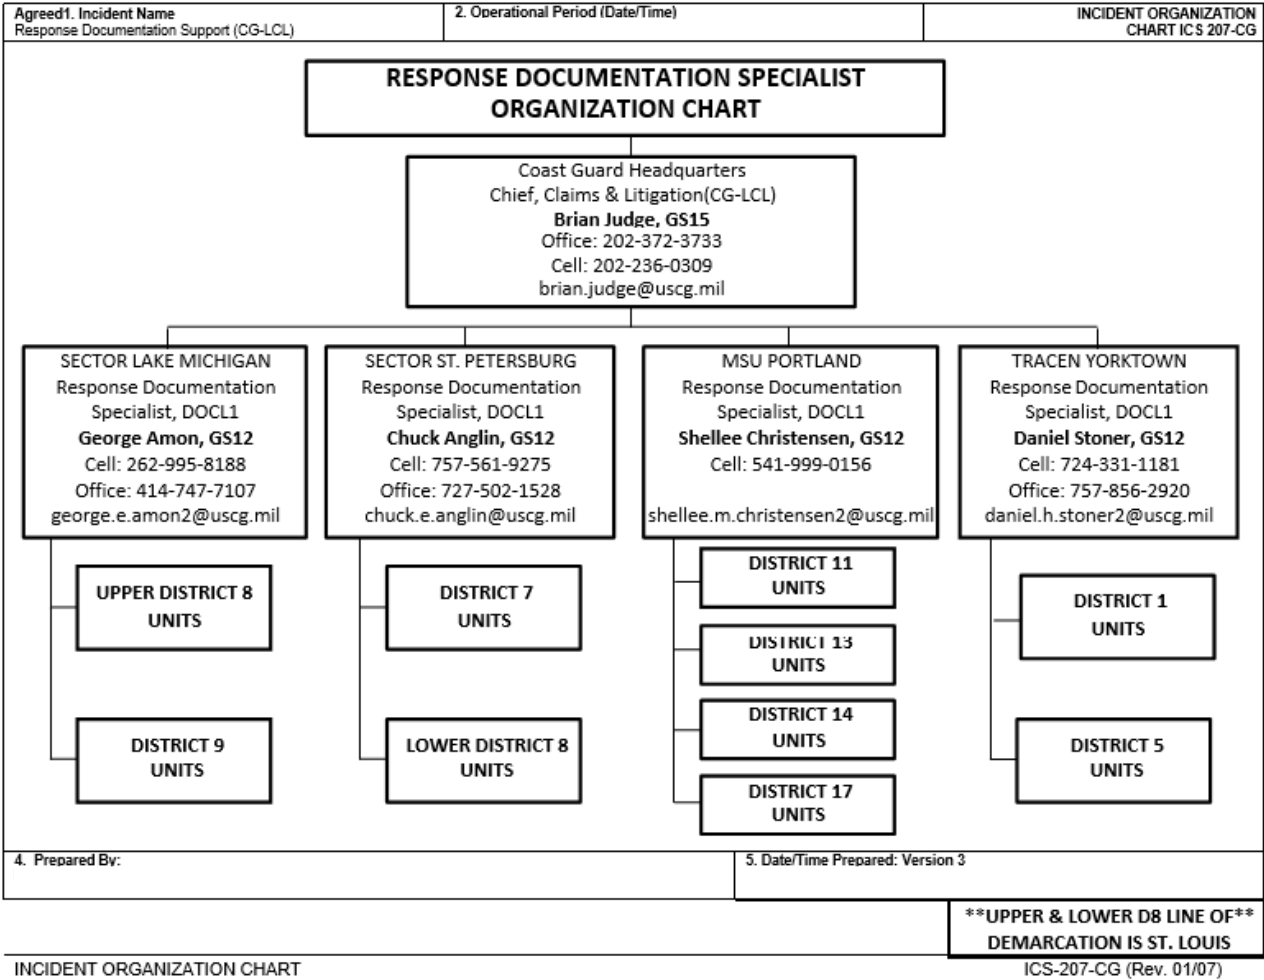 Agreed1. Incident Name
Response Documentation Support (CG-LCL)
2. Operational Period (Date/Time)
INCIDENT ORGANIZATION
CHART ICS 207-CG
RESPONSE DOCUMENTATION SPECIALIST
ORGANIZATION CHART
Coast Guard Headquarters
Chief, Claims & Litigation(CG-LCL)
Brian Judge, GS15
Office: 202-372-3733
Cell: 202-236-0309
brian.judge@uscg.mil
SECTOR LAKE MICHIGAN
Response Documentation
Specialist, DOCL1
George Amon, GS12
Cell: 262-995-8188
Office: 414-747-7107
george.e.amon2@uscg.mil
SECTOR ST. PETERSBURG
Response Documentation
Specialist, DOCL1
Chuck Anglin, GS12
Cell: 757-561-9275
Office: 727-502-1528
chuck.e.anglin@uscg.mil
MSU PORTLAND
Response Documentation
Specialist, DOCL1
Shellee Christensen, GS12
Cell: 541-999-0156
shellee.m.christensen2@uscg.mil
TRACEN YORKTOWN
Response Documentation
Specialist, DOCL1
Daniel Stoner, GS12
Cell: 724-331-1181
Office: 757-856-2920
daniel.h.stoner2@uscg.mil
UPPER DISTRICT 8
UNITS
DISTRICT 9
UNITS
DISTRICT 7
UNITS
LOWER DISTRICT 8
UNITS
DISTRICT 11
UNITS
DISTRICT 13
UNITS
DISTRICT 14
UNITS
DISTRICT 17
UNITS
DISTRICT 1
UNITS
DISTRICT 5
UNITS
4. Prepared By:
5. Date/Time Prepared: Version 3
**UPPER & LOWER D8 LINE OF**
DEMARCATION IS ST. LOUIS
INCIDENT ORGANIZATION CHART
ICS-207-CG (Rev. 01/07)